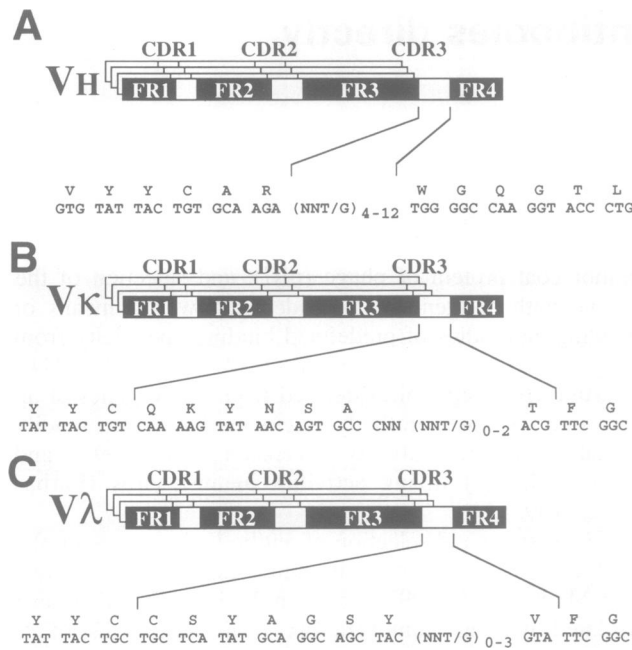 A
CDR1 CDR2 CDR3
VH FR1 FR2 FR3 FR4
V Y Y C A R W G Q G T L
GTG TAT TAC TGT GCA AGA (NNT/G)4-12 TGG GGC CAA GGT ACC CTG
B
CDR1 CDR2 CDR3
Vκ FR1 FR2 FR3 FR4
Y Y C Q K Y N S A T F G
TAT TAC TGT CAA AAG TAT AAC AGT GCC CNN (NNT/G)0-2 ACG TTC GGC
C
CDR1 CDR2 CDR3
Vλ FR1 FR2 FR3 FR4
Y Y C C S Y A G S Y V F G
TAT TAC TGC TGC TCA TAT GCA GGC AGC TAC (NNT/G)0-3 GTA TTC GGC